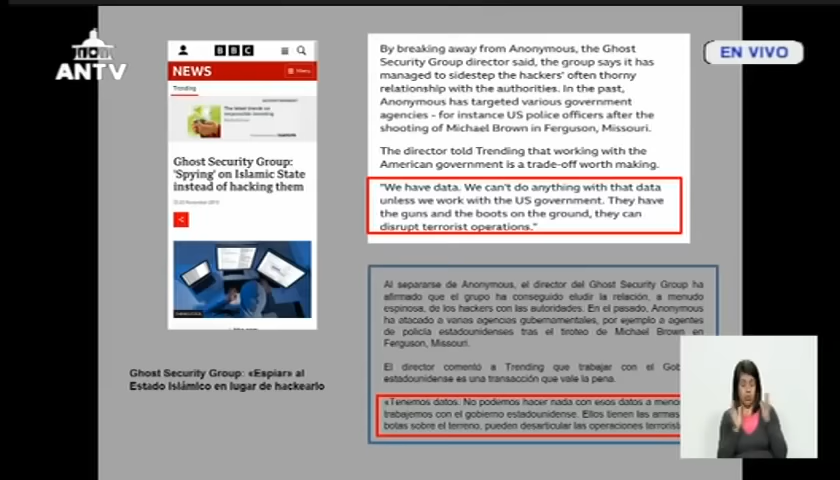 ANTV
EN VIVO
BBC
NEWS
Menu
Trending
ADVERTISEMENT
The latest trends on
responsible investing
Ghost Security Group:
'Spying' on Islamic State
instead of hacking them
By breaking away from Anonymous, the Ghost
Security Group director said, the group says it has
managed to sidestep the hackers' often thorny
relationship with the authorities. In the past,
Anonymous has targeted various government
agencies - for instance US police officers after the
shooting of Michael Brown in Ferguson, Missouri.
The director told Trending that working with the
American government is a trade-off worth making.
"We have data. We can't do anything with that data
unless we work with the US government. They have
the guns and the boots on the ground, they can
disrupt terrorist operations."
Al separarse de Anonymous, el director del Ghost Security Group ha
afirmado que el grupo ha conseguido eludir la relación, a menudo
espinosa, de los hackers con las autoridades. En el pasado, Anonymous
ha atacado a varias agencias gubernamentales, por ejemplo a agentes
de policía estadounidenses tras el tiroteo de Michael Brown en
Ferguson, Missouri.
El director comentó a Trending que trabajar con el
estadounidense es una transacción que vale la pena.
«Tenemos datos. No podemos hacer nada con esos datos a
trabajemos con el gobierno estadounidense. Ellos tienen las armas
botas sobre el terreno, pueden desarticular las operaciones
Ghost Security Group: «Espiar» al
Estado Islámico en lugar de hackearlo